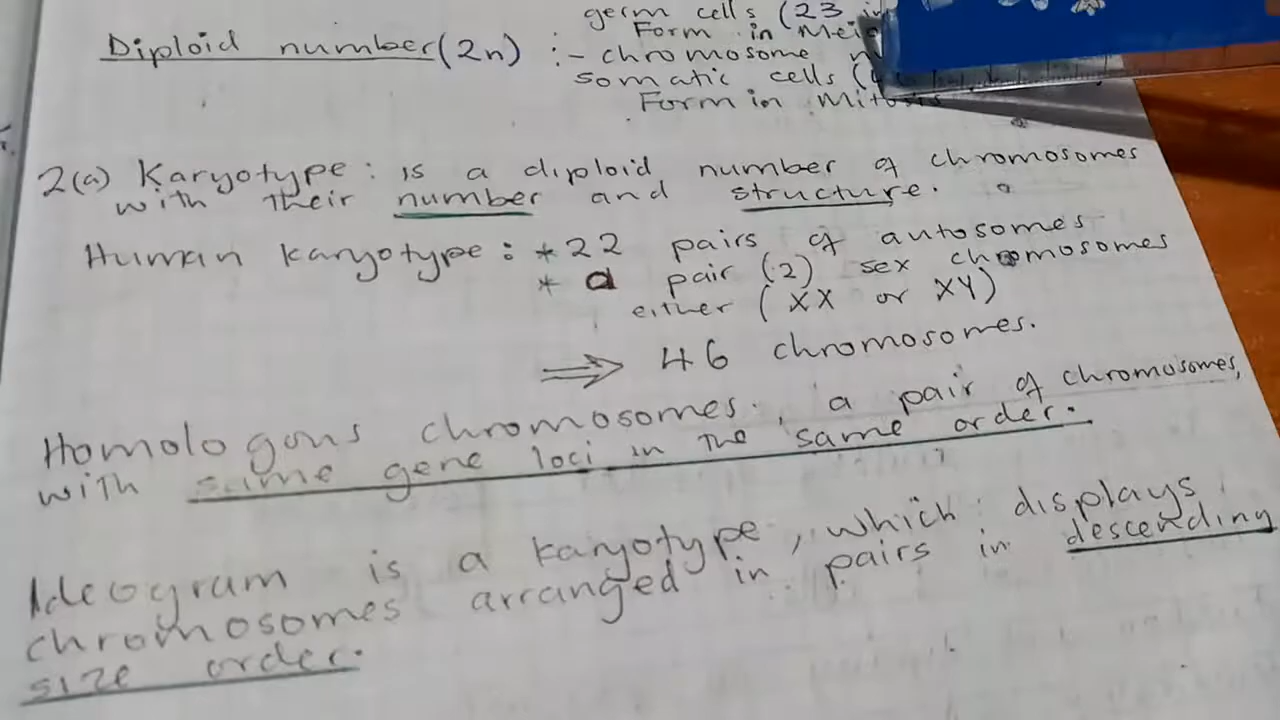 germ cells (23
Form in Mei
Diploid number (2n) :- chromosome
somatic cells (
Form in Mitosis
2(a) Karyotype: is a diploid number of chromosomes
with their number and structure.
Human karyotype: * 22 pairs of autosomes
* a pair (2) sex chromosomes
either (XX or XY)
⇒ 46 chromosomes.
Homologous chromosomes: a pair of chromosomes,
with same gene loci in the same order.
Ideogram is a karyotype, which displays
chromosomes arranged in pairs in descending
size order.